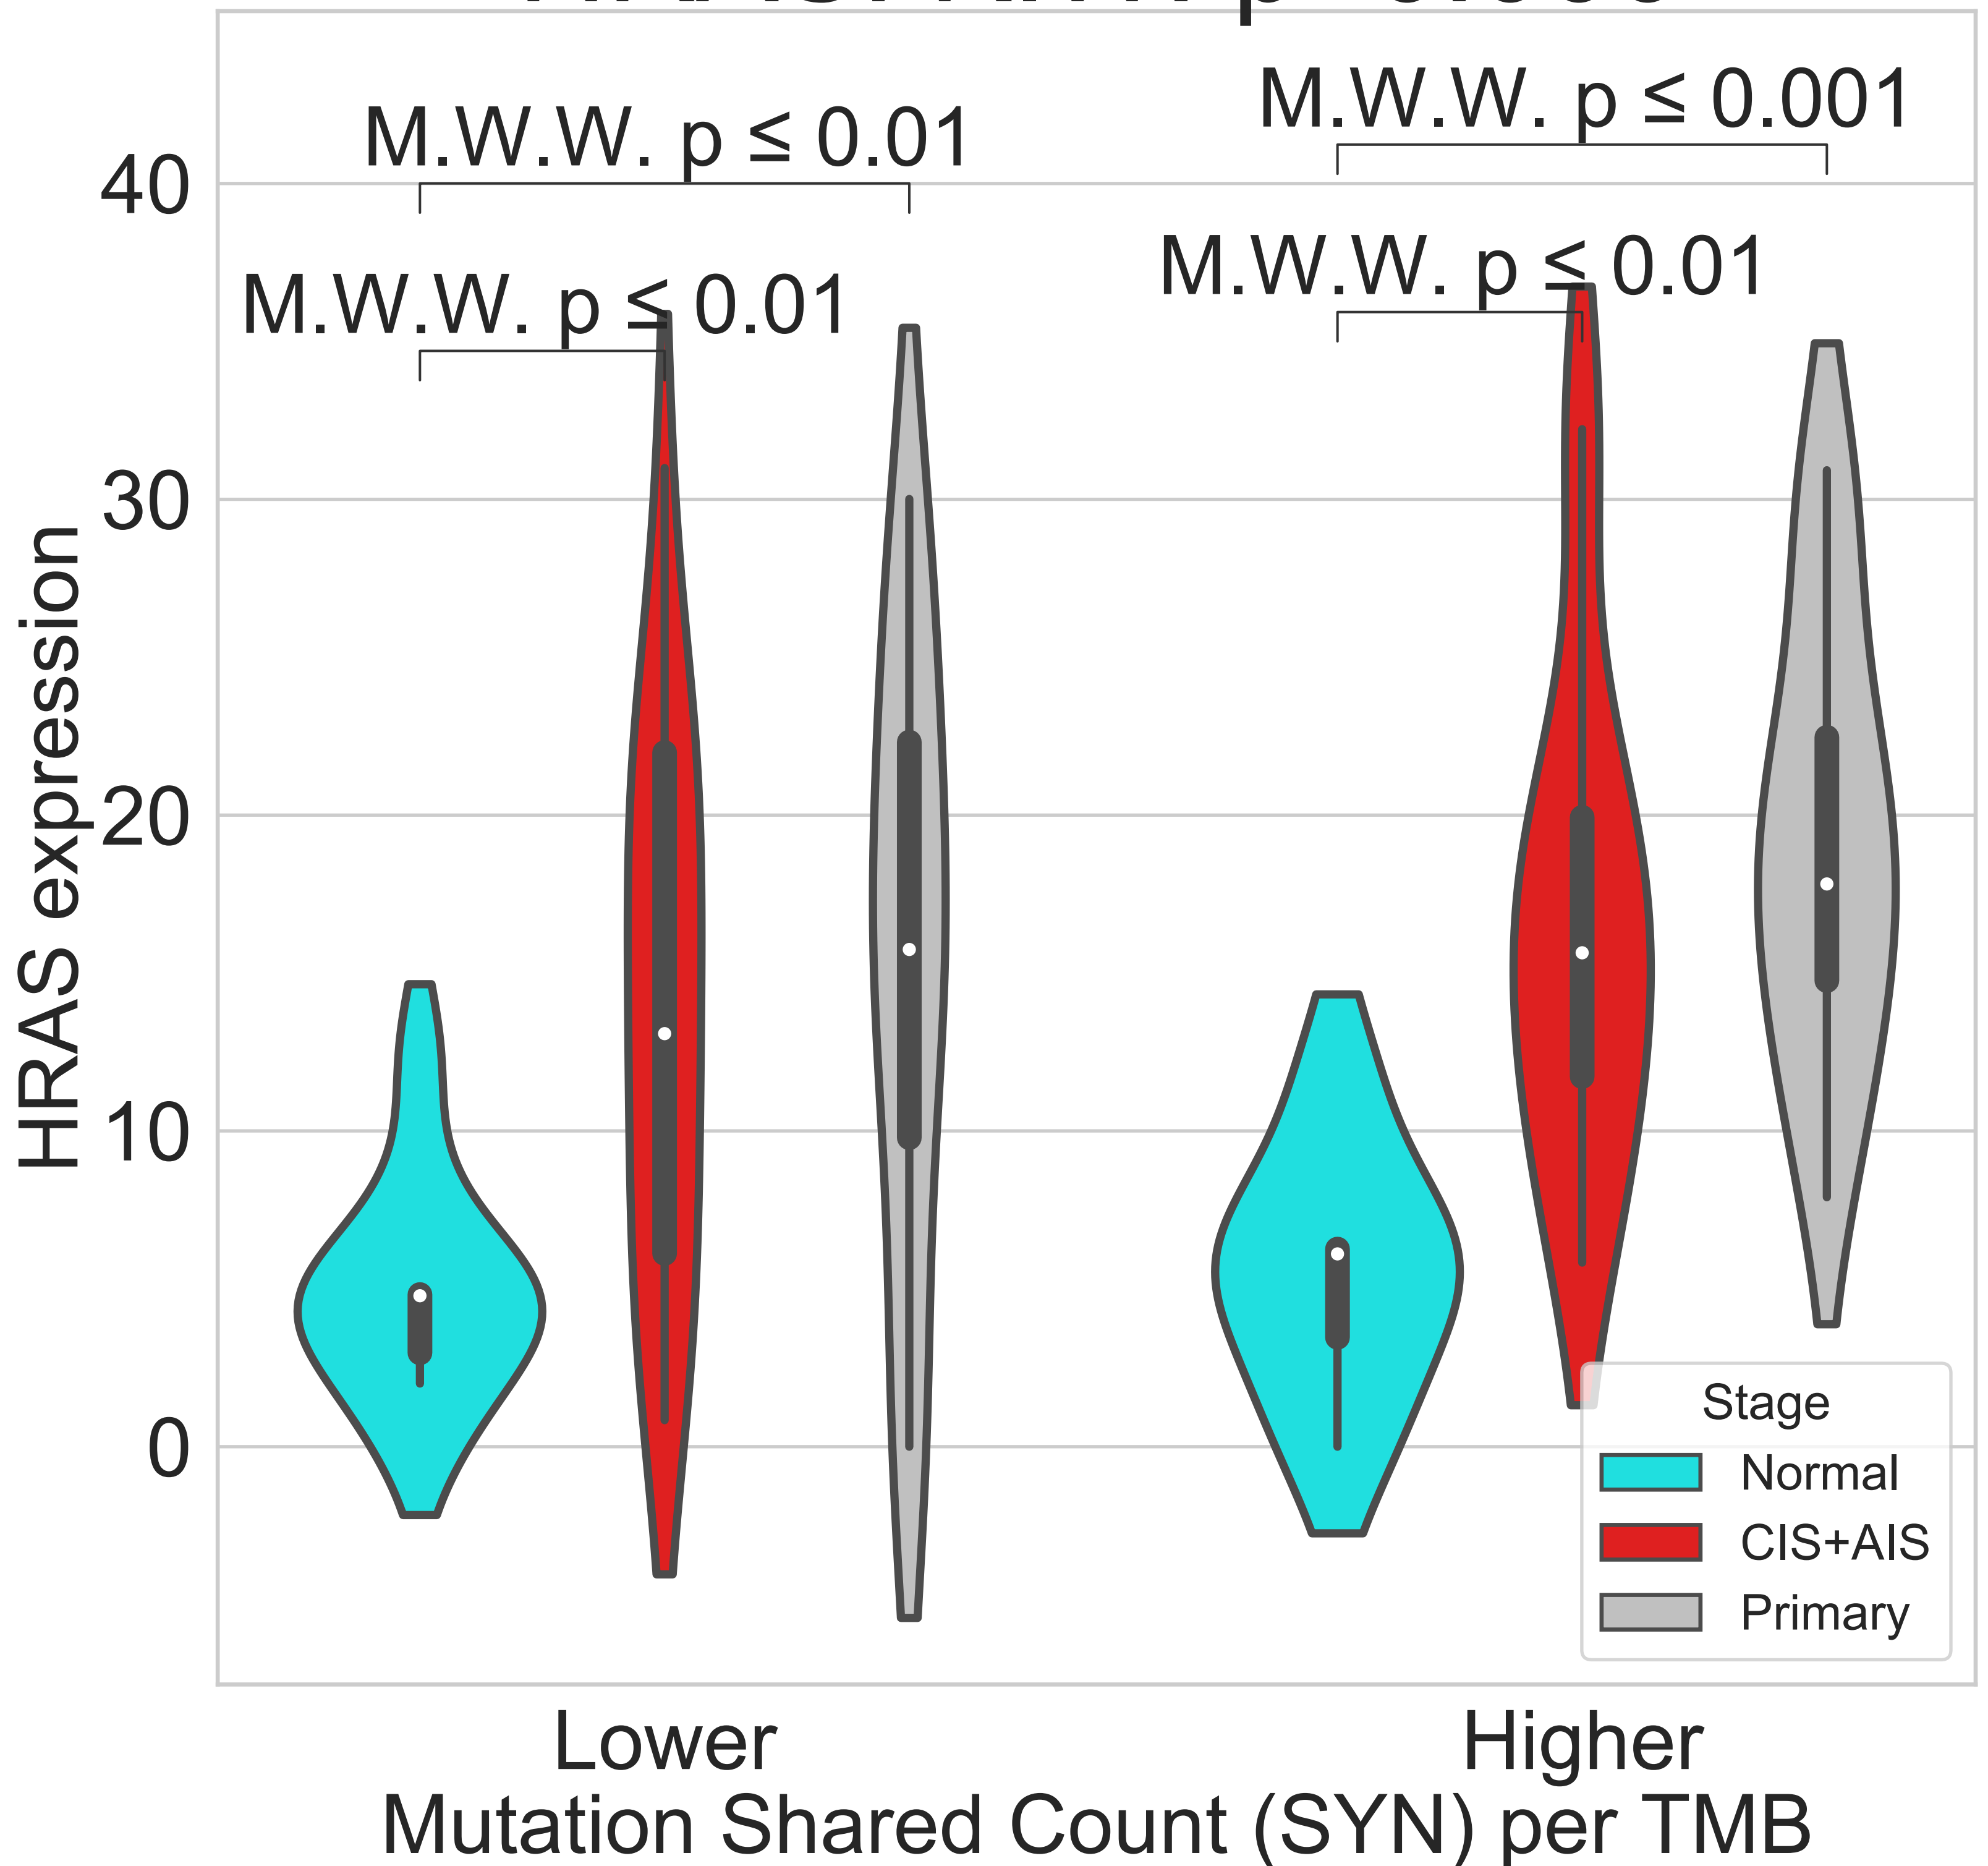 M.W.W. p ≤ 0.001
M.W.W. p ≤ 0.01
40
M.W.W. p ≤ 0.01
M.W.W. p ≤ 0.01
30
20
10
0
HRAS expression
Stage
Normal
CIS+AIS
Primary
Lower
Higher
Mutation Shared Count (SYN) per TMB